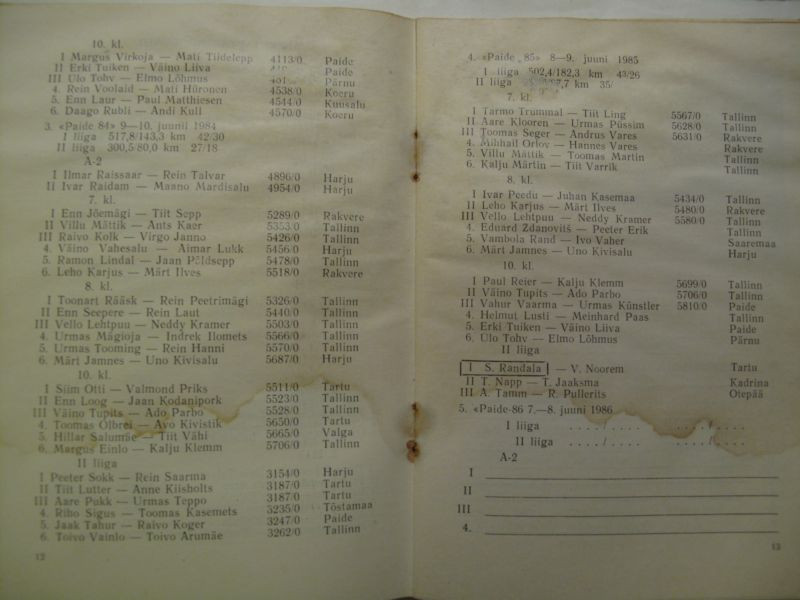 10. kl.
I Margus Virkoja — Mati Tiidelepp 4113/0 Paide
II Erki Tuiken — Väino Liiva Paide
III Ulo Tohv — Elmo Lõhmus Pärnu
4. Rein Voolaid — Mati Hüronen 4538/0 Koeru
5. Enn Laur — Paul Matthiesen 4544/0 Kuusalu
6. Daago Rubli — Andi Kull 4570/0 Koeru
3. «Paide 84» 9—10. juunil 1984
I liiga 517,8/143,3 km 42/30
II liiga 300,5/80,0 km 27/18
A-2
I Ilmar Raissaar — Rein Talvar 4896/0 Harju
II Ivar Raidam — Maano Mardisalu 4954/0 Harju
7. kl.
I Enn Jõemägi — Tiit Sepp 5289/0 Rakvere
II Villu Mättik — Ants Kaer 5353/0 Tallinn
III Raivo Kolk — Virgo Janno 5426/0 Tallinn
4. Väino Vahesalu — Aimar Lukk 5456/0 Harju
5. Ramon Lindal — Jaan Põldsepp 5478/0 Tallinn
6. Leho Karjus — Märt Ilves 5518/0 Rakvere
8. kl.
I Toonart Rääsk — Rein Peetrimägi 5326/0 Tallinn
II Enn Seepere — Rein Laut 5440/0 Tallinn
III Vello Lehtpuu — Neddy Kramer 5503/0 Tallinn
4. Urmas Mägioja — Indrek Ilomets 5566/0 Tallinn
5. Urmas Tooming — Rein Hanni 5570/0 Tallinn
6. Märt Jamnes — Uno Kivisalu 5687/0 Harju
10. kl.
I Siim Otti — Valmond Priks 5511/0 Tartu
II Enn Loog — Jaan Kodanipork 5523/0 Tallinn
III Väino Tupits — Ado Parbo 5528/0 Tallinn
4. Toomas Olbrei — Avo Kivistik 5650/0 Tartu
5. Hillar Salumäe — Tiit Vähi 5665/0 Valga
6. Margus Einlo — Kalju Klemm 5706/0 Tallinn
II liiga
I Peeter Sokk — Rein Saarma 3154/0 Harju
II Tiit Lutter — Anne Kiisholts 3187/0 Tartu
III Aare Pukk — Urmas Teppo 3187/0 Tartu
4. Riho Sigus — Toomas Kasemets 3235/0 Tõstamaa
5. Jaak Tahur — Raivo Koger 3247/0 Paide
6. Toivo Vainlo — Toivo Arumäe 3262/0 Tallinn
12
4. «Paide 85» 8—9. juuni 1985
I liiga 502,4/182,3 km 43/26
II liiga km 35/
7. kl.
I Tarmo Trummal — Tiit Ling 5567/0 Tallinn
II Aare Klooren — Urmas Püssim 5628/0 Tallinn
III Toomas Seger — Andrus Vares 5631/0 Rakvere
4. Mihhail Orlov — Hannes Vares Rakvere
5. Villu Mättik — Toomas Martin Tallinn
6. Kalju Märtin — Tiit Varrik Tallinn
8. kl.
I Ivar Peedu — Juhan Kasemaa 5434/0 Tallinn
II Leho Karjus — Märt Ilves 5480/0 Rakvere
III Vello Lehtpuu — Neddy Kramer 5580/0 Tallinn
4. Eduard Ždanovitš — Peeter Erik Tallinn
5. Vambola Rand — Ivo Vaher Saaremaa
6. Märt Jamnes — Uno Kivisalu Harju
10. kl.
I Paul Reier — Kalju Klemm 5699/0 Tallinn
II Väino Tupits — Ado Parbo 5706/0 Tallinn
III Vahur Vaarma — Urmas Künstler 5810/0 Paide
4. Helmut Lusti — Meinhard Paas Tallinn
5. Erki Tuiken — Väino Liiva Paide
6. Ulo Tohv — Elmo Lõhmus Pärnu
II liiga
I S. Randala — V. Noorem Tartu
II T. Napp — T. Jaaksma Kadrina
III A. Tamm — R. Pullerits Otepää
5. «Paide-86 7.—8. juuni 1986
I liiga ..../....
II liiga ..../....
A-2
I
II
III
4.
13